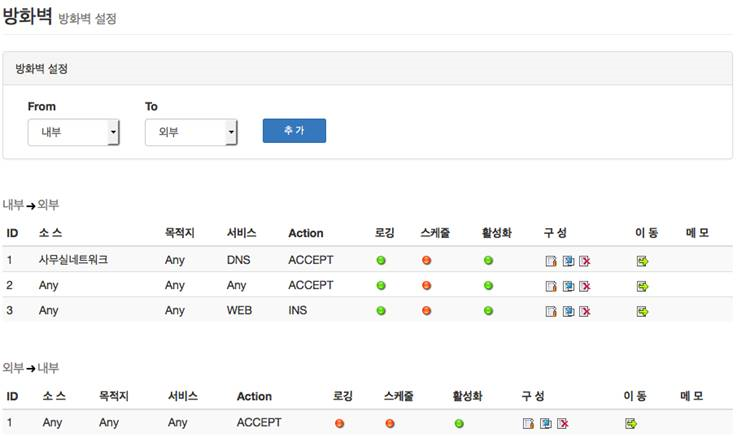 방화벽 방화벽 설정
방화벽 설정
From To
내부 외부 추 가
내부➔외부
ID 소 스 목적지 서비스 Action 로깅 스케줄 활성화 구 성 이 동 메 모
1 사무실네트워크 Any DNS ACCEPT
2 Any Any Any ACCEPT
3 Any Any WEB INS
외부➔내부
ID 소 스 목적지 서비스 Action 로깅 스케줄 활성화 구 성 이 동 메 모
1 Any Any Any ACCEPT